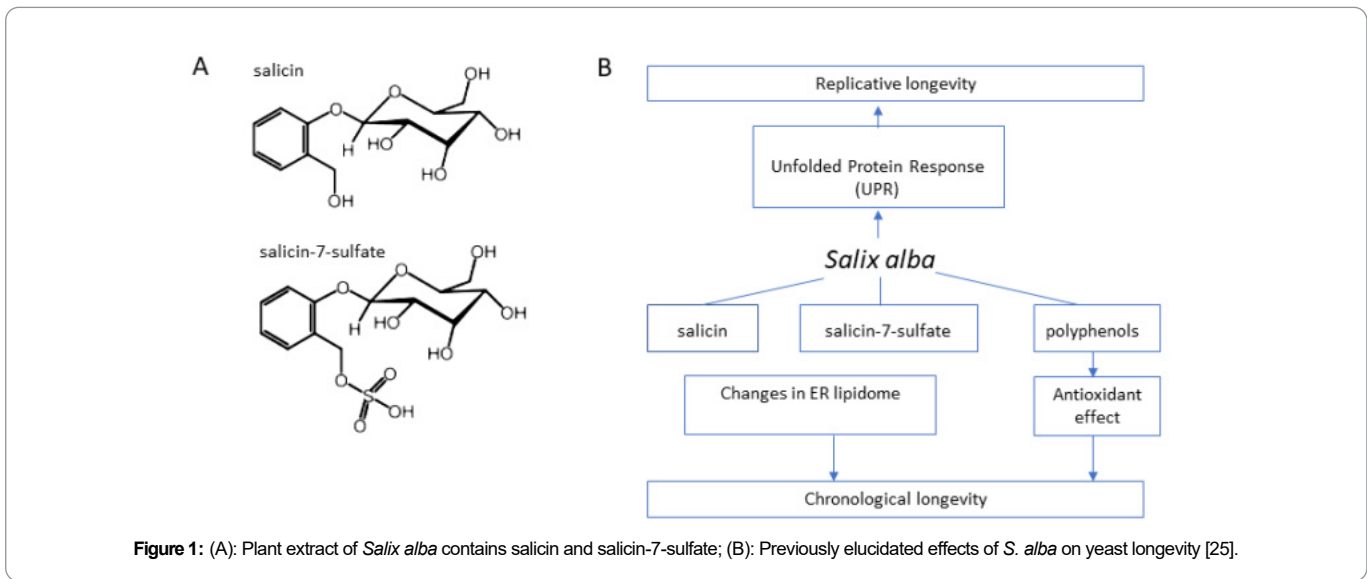 A
salicin
OH
O
O
OH
H
HO
HO
OH
salicin-7-sulfate
OH
O
O
OH
H
HO
HO
O
O
S
OH
O
B
Replicative longevity
Unfolded Protein Response
(UPR)
Salix alba
salicin
salicin-7-sulfate
polyphenols
Changes in ER lipidome
Antioxidant
effect
Chronological longevity
Figure 1: (A): Plant extract of Salix alba contains salicin and salicin-7-sulfate; (B): Previously elucidated effects of S. alba on yeast longevity [25].